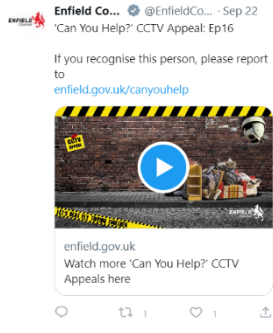 Enfield Co... @EnfieldCo... · Sep 22
'Can You Help?' CCTV Appeal: Ep16
If you recognise this person, please report
to
enfield.gov.uk/canyouhelp
CCTV
ENFIELD
enfield.gov.uk
Watch more 'Can You Help?' CCTV
Appeals here
1
1